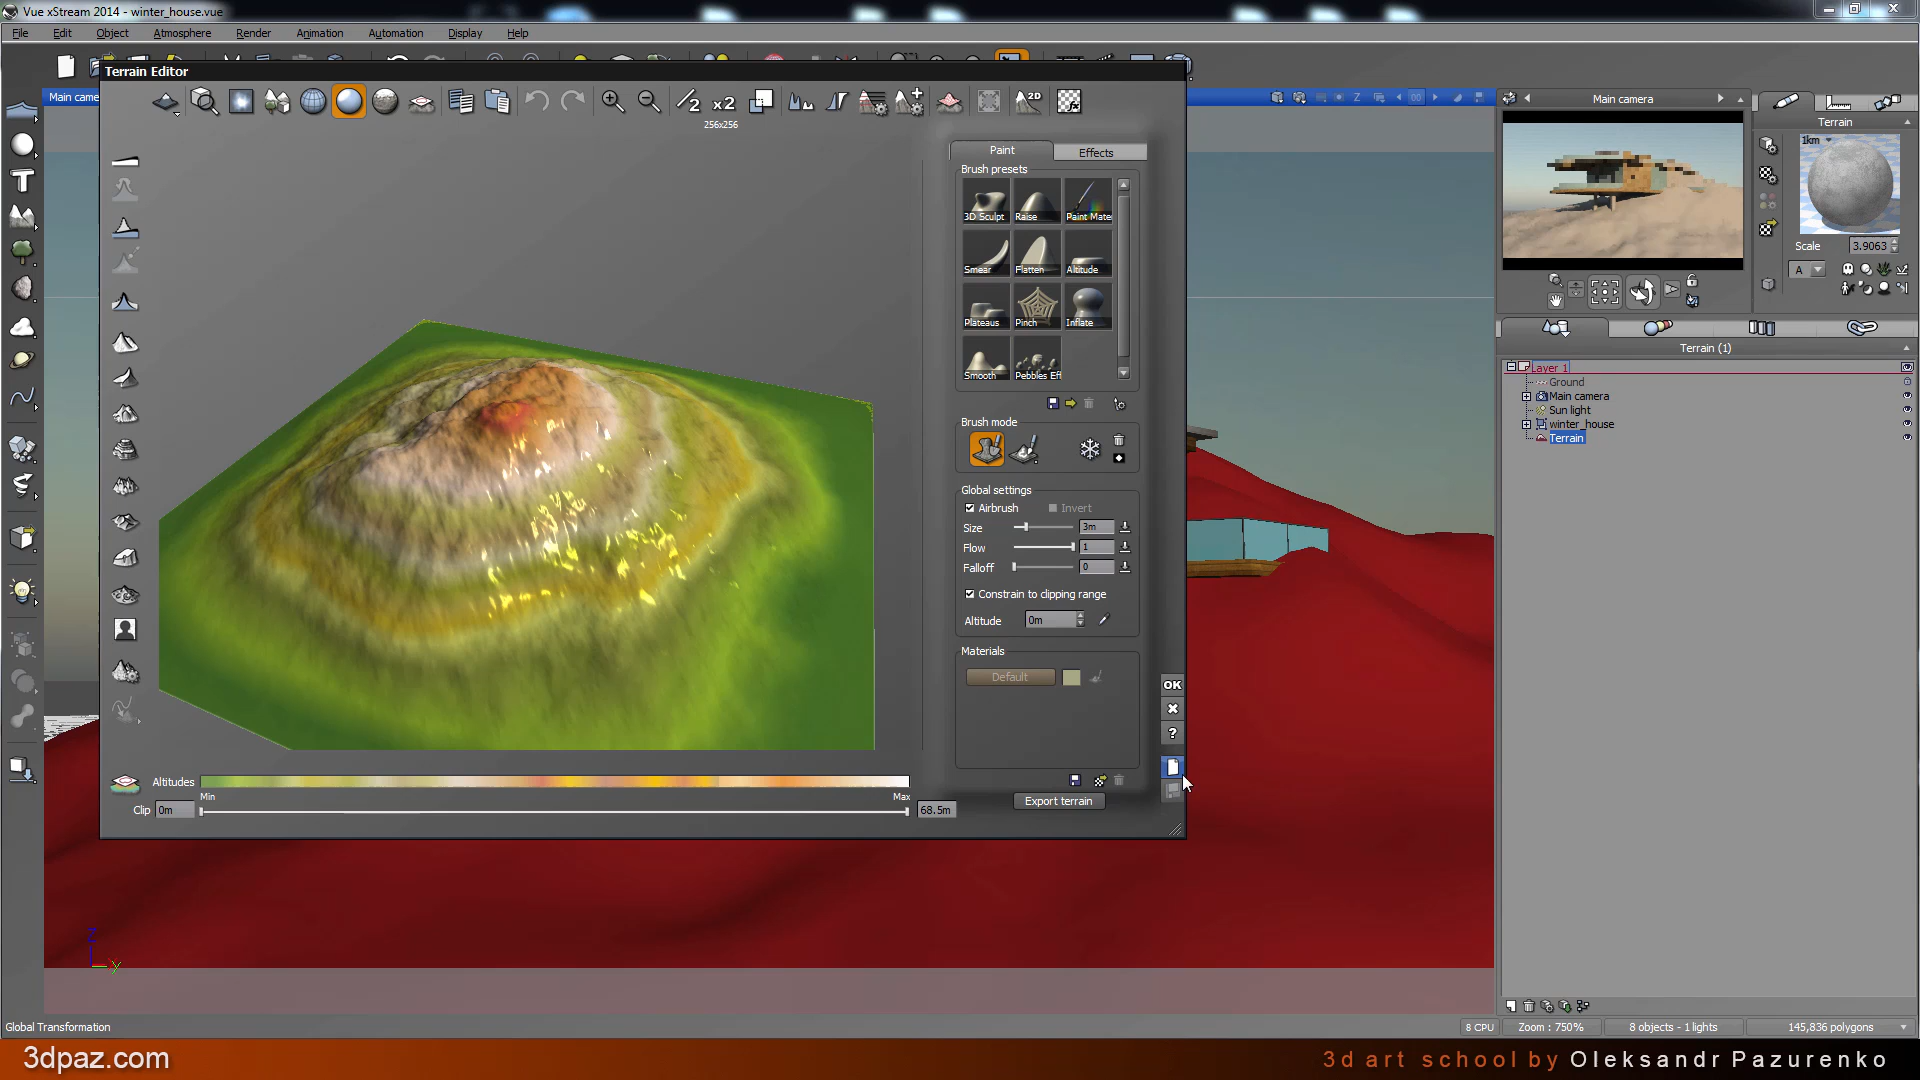 Vue xStream 2014 - winter_house.vue
File Edit Object Atmosphere Render Animation Automation Display Help
Terrain Editor
Main came
256x256
2D
x2
Paint Effects
Brush presets
3D Sculpt Raise Paint Mater
Smear Flatten Altitude
Plateaus Pinch Inflate
Smooth Pebbles Eff
Brush mode
Global settings
Airbrush Invert
Size 3m
Flow 1
Falloff 0
Constrain to clipping range
Altitude 0m
Materials
Default
OK
?
Export terrain
Altitudes
Min Max
Clip 0m 68.5m
Main camera
Terrain
1km
Scale 3.9063
A
Terrain (1)
Layer 1
Ground
Main camera
Sun light
winter_house
Terrain
Z
y
Global Transformation
8 CPU Zoom : 750% 8 objects - 1 lights 145,836 polygons
3dpaz.com
3d art school by Oleksandr Pazurenko